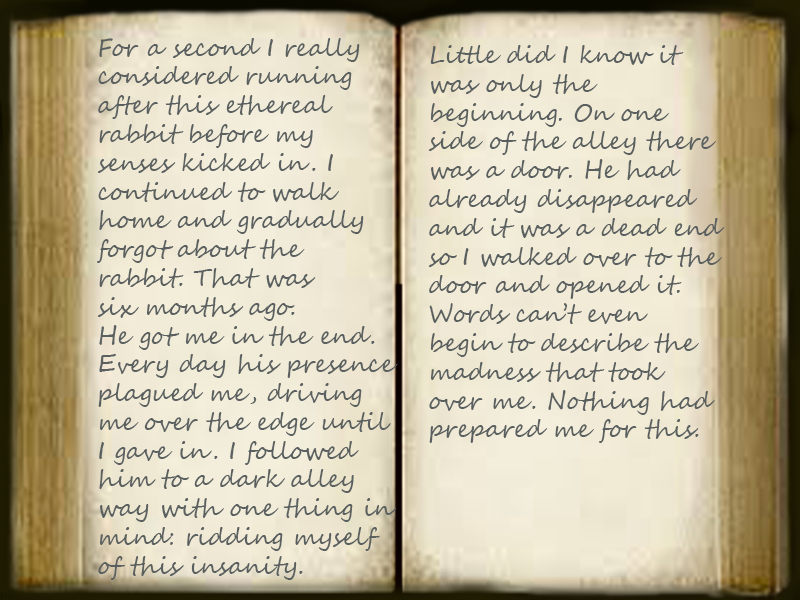 For a second I really
considered running
after this ethereal
rabbit before my
senses kicked in. I
continued to walk
home and gradually
forgot about the
rabbit. That was
six months ago.
He got me in the end.
Every day his presence
plagued me, driving
me over the edge until
I gave in. I followed
him to a dark alley
way with one thing in
mind: ridding myself
of this insanity.
Little did I know it
was only the
beginning. On one
side of the alley there
was a door. He had
already disappeared
and it was a dead end
so I walked over to the
door and opened it.
Words can't even
begin to describe the
madness that took
over me. Nothing had
prepared me for this.